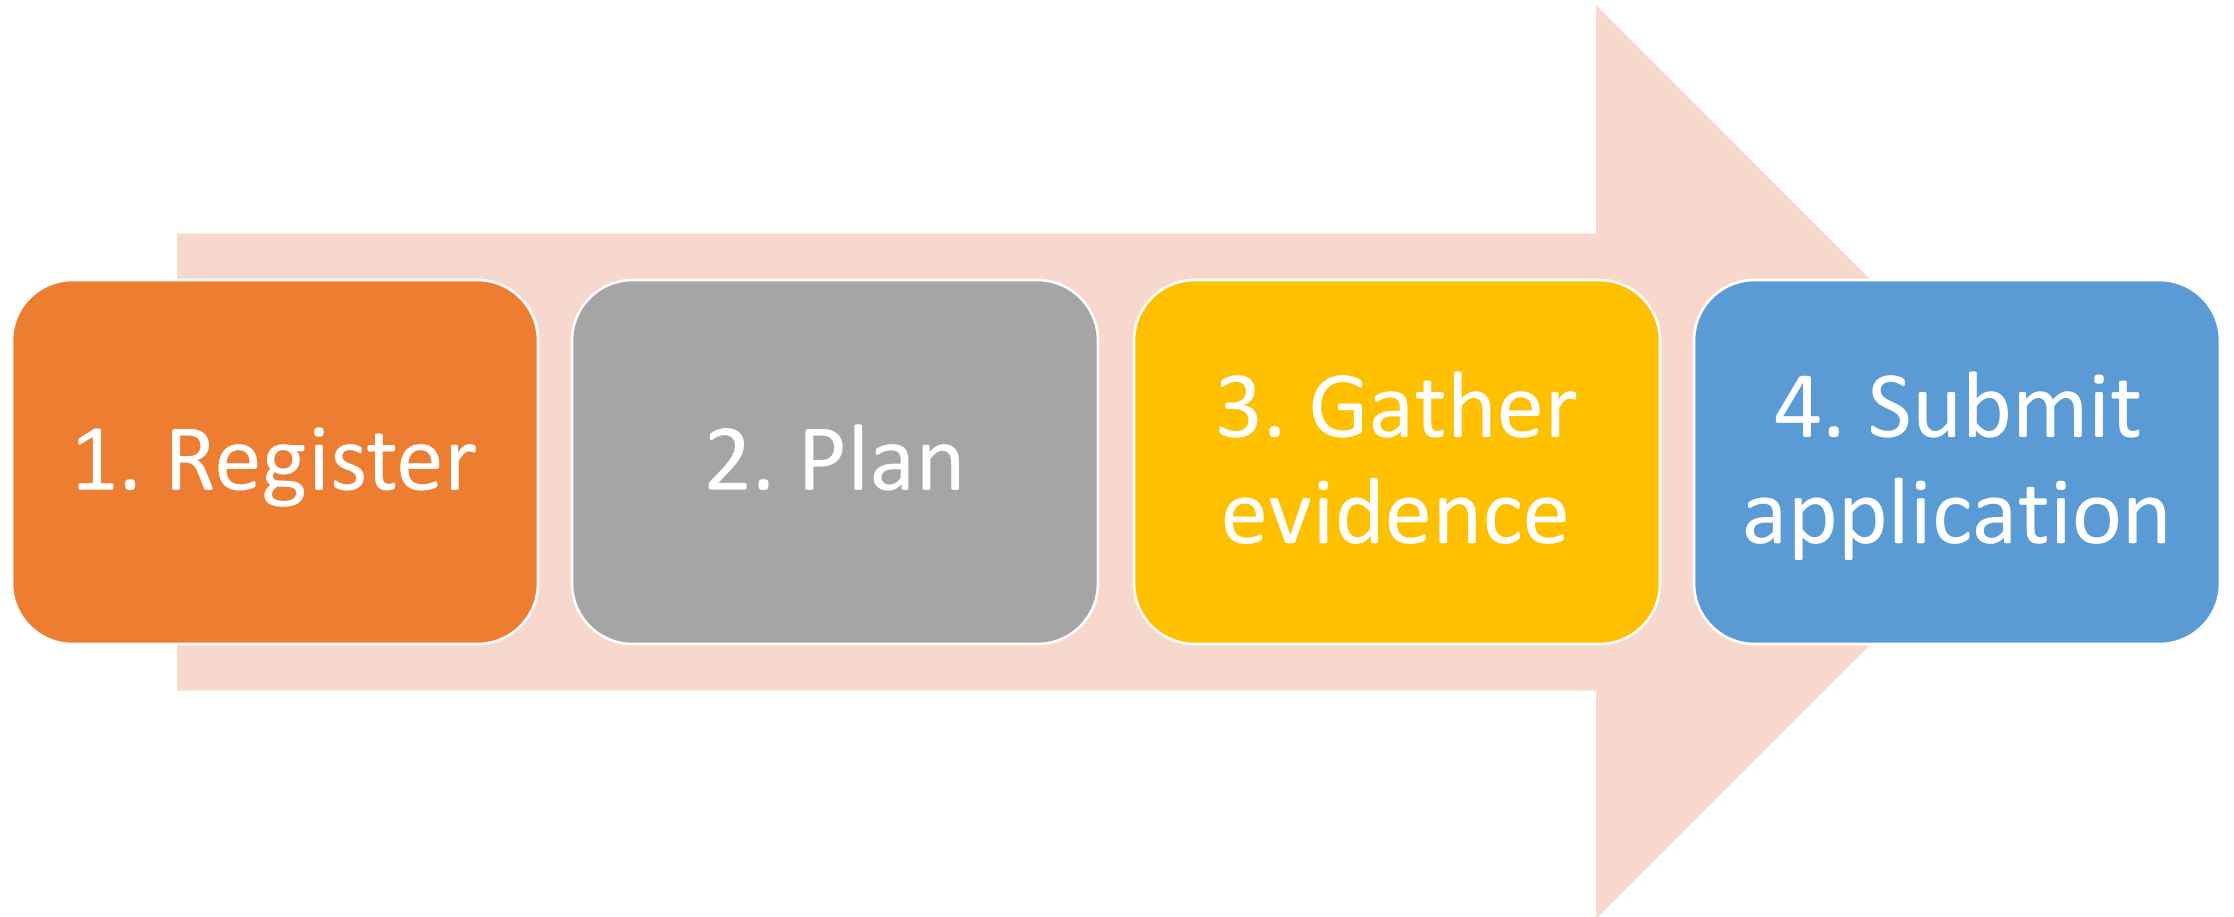 1. Register
2. Plan
3. Gather
evidence
4. Submit
application